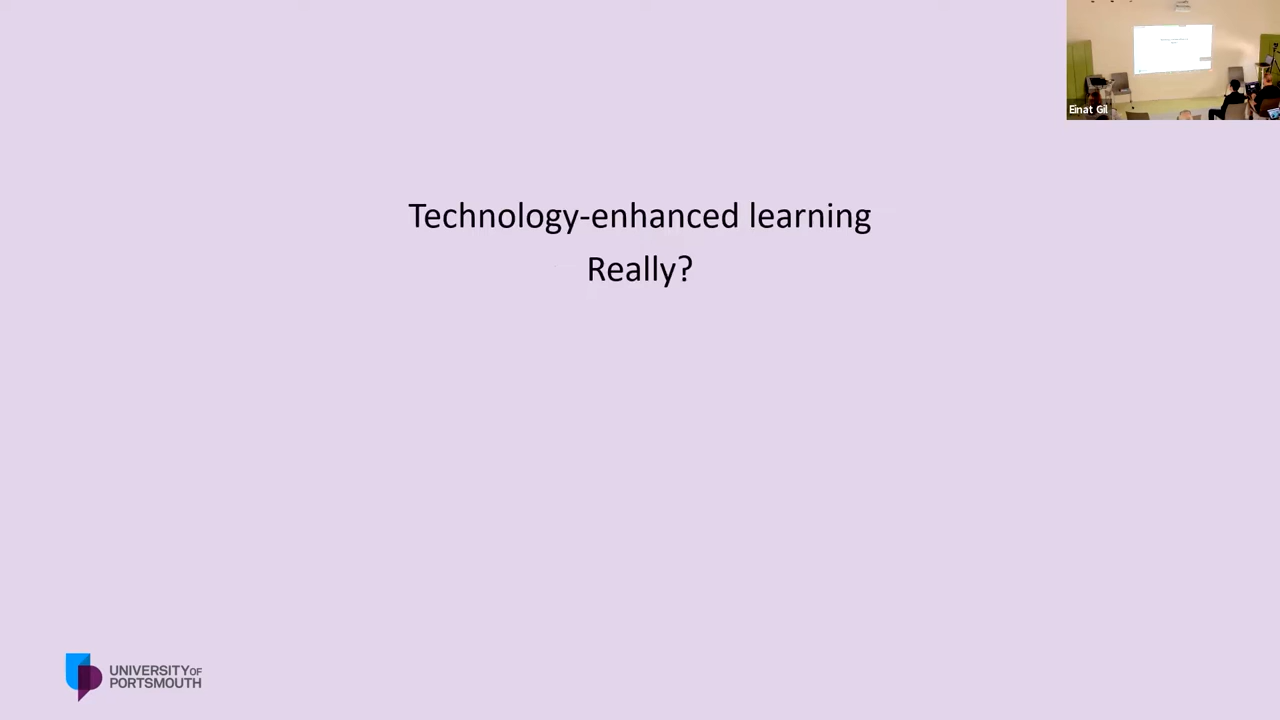 Einat Gil
Technology-enhanced learning
Really?
UNIVERSITY OF
PORTSMOUTH